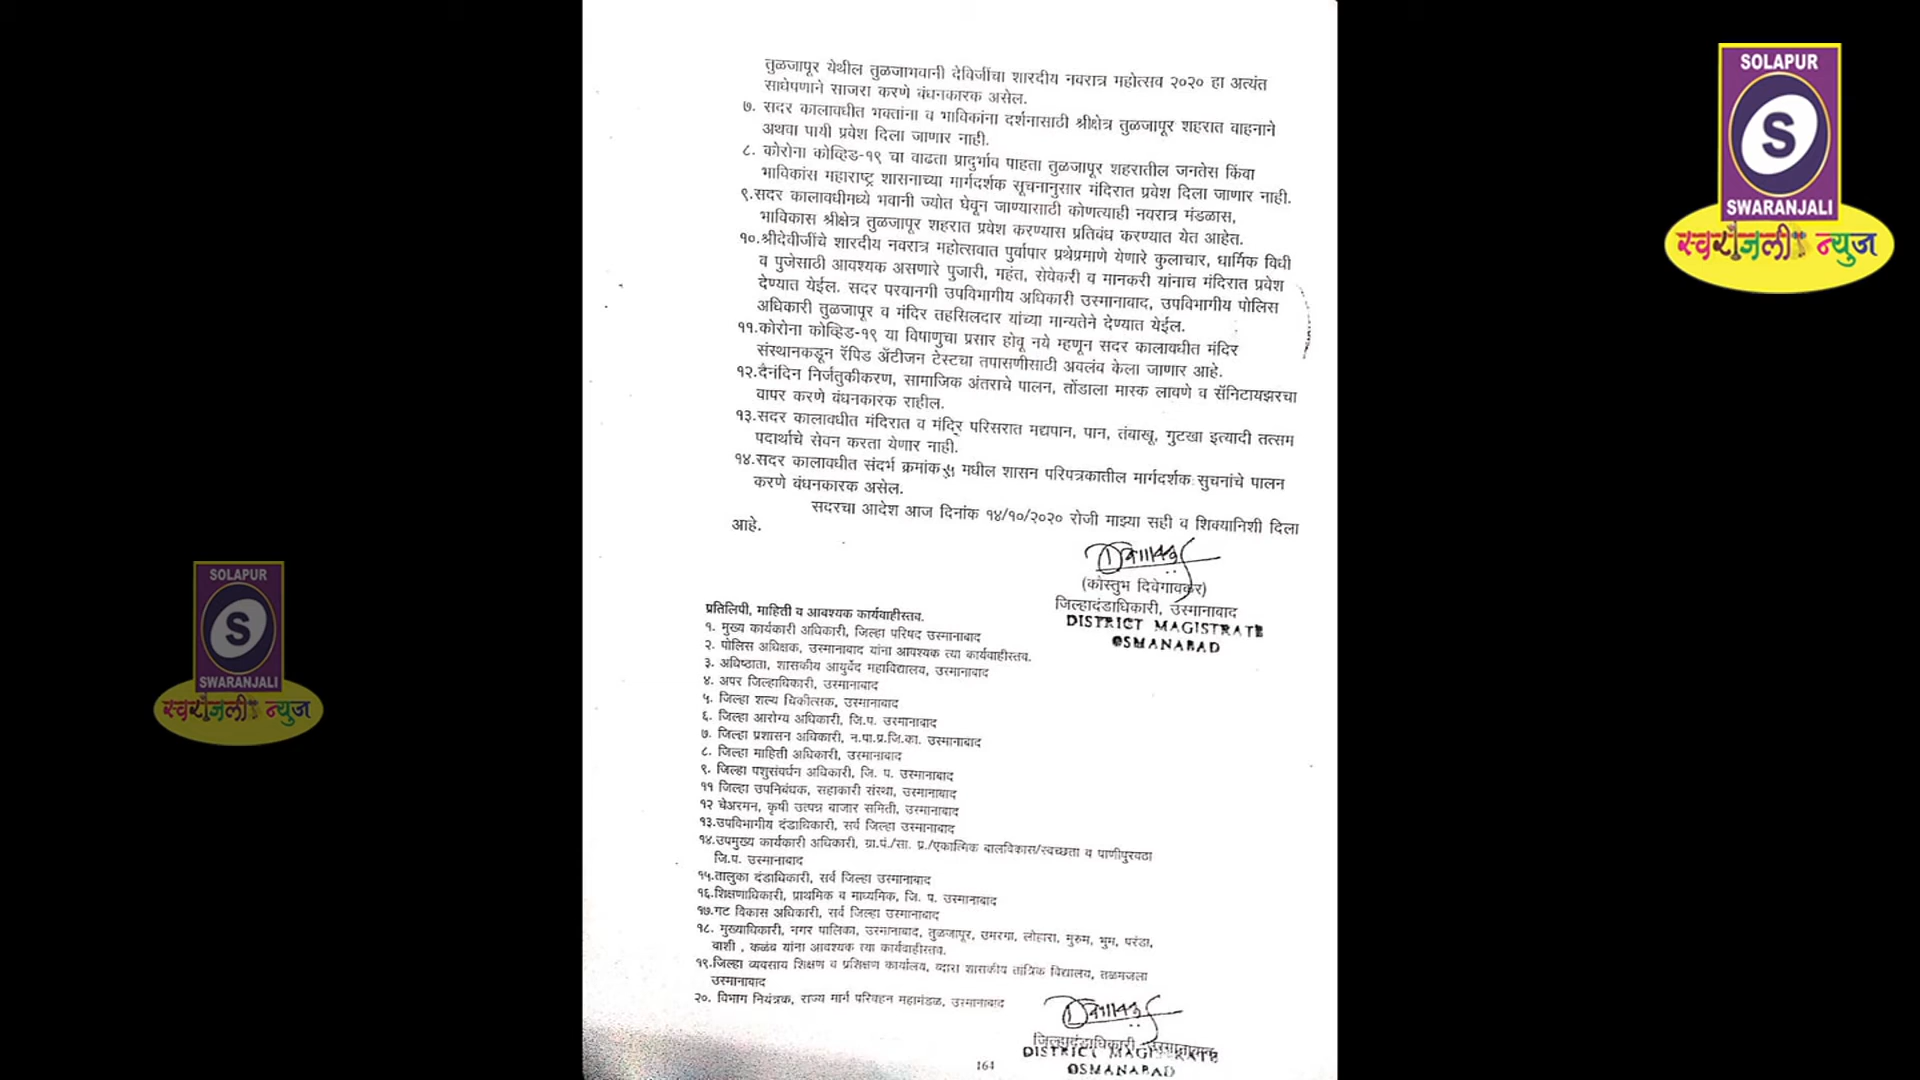 तुळजापूर येथील तुळजाभवानी देविजींचा शारदीय नवरात्र महोत्सव २०२० हा अत्यंत
साधेपणाने साजरा करणे बंधनकारक असेल.
७. सदर कालावधीत भक्तांना व भाविकांना दर्शनासाठी श्रीक्षेत्र तुळजापूर शहरात वाहनाने
अथवा पायी प्रवेश दिला जाणार नाही.
८. कोरोना कोव्हिड-१९ चा वाढता प्रादुर्भाव पाहता तुळजापूर शहरातील जनतेस किंवा
भाविकांस महाराष्ट्र शासनाच्या मार्गदर्शक सूचनानुसार मंदिरात प्रवेश दिला जाणार नाही.
९.सदर कालावधीमध्ये भवानी ज्योत घेवून जाण्यासाठी कोणत्याही नवरात्र मंडळास,
भाविकास श्रीक्षेत्र तुळजापूर शहरात प्रवेश करण्यास प्रतिबंध करण्यात येत आहेत.
१०.श्रीदेवीजींचे शारदीय नवरात्र महोत्सवात पुर्वापार प्रथेप्रमाणे येणारे कुलाचार, धार्मिक विधी
व पुजेसाठी आवश्यक असणारे पुजारी, महंत, सेवेकरी व मानकरी यांनाच मंदिरात प्रवेश
देण्यात येईल. सदर परवानगी उपविभागीय अधिकारी उस्मानाबाद, उपविभागीय पोलिस
अधिकारी तुळजापूर व मंदिर तहसिलदार यांच्या मान्यतेने देण्यात येईल.
११.कोरोना कोव्हिड-१९ या विषाणुचा प्रसार होवू नये म्हणून सदर कालावधीत मंदिर
संस्थानकडून रॅपिड ॲटीजन टेस्टचा तपासणीसाठी अवलंब केला जाणार आहे.
१२.दैनंदिन निर्जंतुकीकरण, सामाजिक अंतराचे पालन, तोंडाला मास्क लावणे व सॅनिटायझरचा
वापर करणे बंधनकारक राहील.
१३.सदर कालावधीत मंदिरात व मंदिर परिसरात मद्यपान, पान, तंबाखू, गुटखा इत्यादी तत्सम
पदार्थाचे सेवन करता येणार नाही.
१४.सदर कालावधीत संदर्भ क्रमांक ५ मधील शासन परिपत्रकातील मार्गदर्शक सुचनांचे पालन
करणे बंधनकारक असेल.
सदरचा आदेश आज दिनांक १४/१०/२०२० रोजी माझ्या सही व शिक्यानिशी दिला
आहे.
(कोस्तुभ दिवेगावकर)
जिल्हादंडाधिकारी, उस्मानाबाद
DISTRICT MAGISTRATE
OSMANABAD
प्रतिलिपी, माहिती व आवश्यक कार्यवाहीस्तव.
१. मुख्य कार्यकारी अधिकारी, जिल्हा परिषद उस्मानाबाद
२. पोलिस अधिक्षक, उस्मानाबाद यांना आवश्यक त्या कार्यवाहीस्तव.
३. अधिष्ठाता, शासकीय आयुर्वेद महाविद्यालय, उस्मानाबाद
४. अपर जिल्हाधिकारी, उस्मानाबाद
५. जिल्हा शल्य चिकीत्सक, उस्मानाबाद
६. जिल्हा आरोग्य अधिकारी, जि.प. उस्मानाबाद
७. जिल्हा प्रशासन अधिकारी, न.पा.प्र.जि.का. उस्मानाबाद
८. जिल्हा माहिती अधिकारी, उस्मानाबाद
९. जिल्हा पशुसंवर्धन अधिकारी, जि. प. उस्मानाबाद
११ जिल्हा उपनिबंधक, सहाकारी संस्था, उस्मानाबाद
१२ चेअरमन, कृषी उत्पन्न बाजार समिती, उस्मानाबाद
१३.उपविभागीय दंडाधिकारी, सर्व जिल्हा उस्मानाबाद
१४.उपमुख्य कार्यकारी अधिकारी, ग्रा.पं./सा. प्र./एकात्मिक बालविकास/स्वच्छता व पाणीपुरवठा
जि.प. उस्मानाबाद
१५.तालुका दंडाधिकारी, सर्व जिल्हा उस्मानाबाद
१६.शिक्षणाधिकारी, प्राथमिक व माध्यमिक, जि. प. उस्मानाबाद
१७.गट विकास अधिकारी, सर्व जिल्हा उस्मानाबाद
१८. मुख्याधिकारी, नगर पालिका, उस्मानाबाद, तुळजापूर, उमरगा, लोहारा, मुरुम, भुम, परंडा,
वाशी , कळंब यांना आवश्यक त्या कार्यवाहीस्तव.
१९.जिल्हा व्यवसाय शिक्षण व प्रशिक्षण कार्यालय, व्दारा शासकीय तांत्रिक विद्यालय, तळमजला
उस्मानाबाद
२०. विभाग नियंत्रक, राज्य मार्ग परिवहन महामंडळ, उस्मानाबाद
जिल्हादंडाधिकारी, उस्मानाबाद
DISTRICT MAGISTRATE
OSMANABAD
164
SOLAPUR
S
SWARANJALI
स्वरांजली न्युज
SOLAPUR
S
SWARANJALI
स्वरांजली न्युज